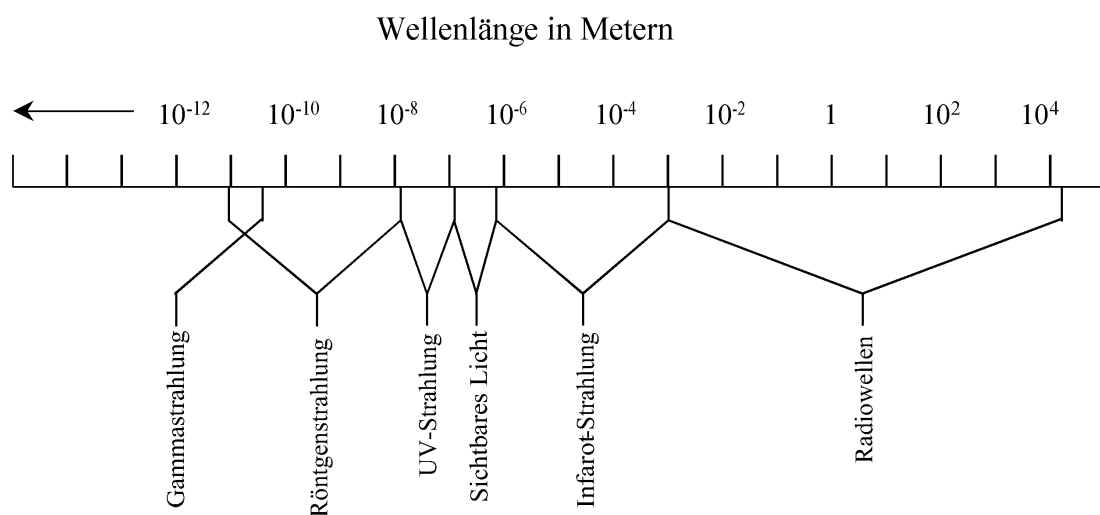 Wellenlänge in Metern
10⁻¹² 10⁻¹⁰ 10⁻⁸ 10⁻⁶ 10⁻⁴ 10⁻² 1 10² 10⁴
Gammastrahlung
Röntgenstrahlung
UV-Strahlung
Sichtbares Licht
Infarot-Strahlung
Radiowellen